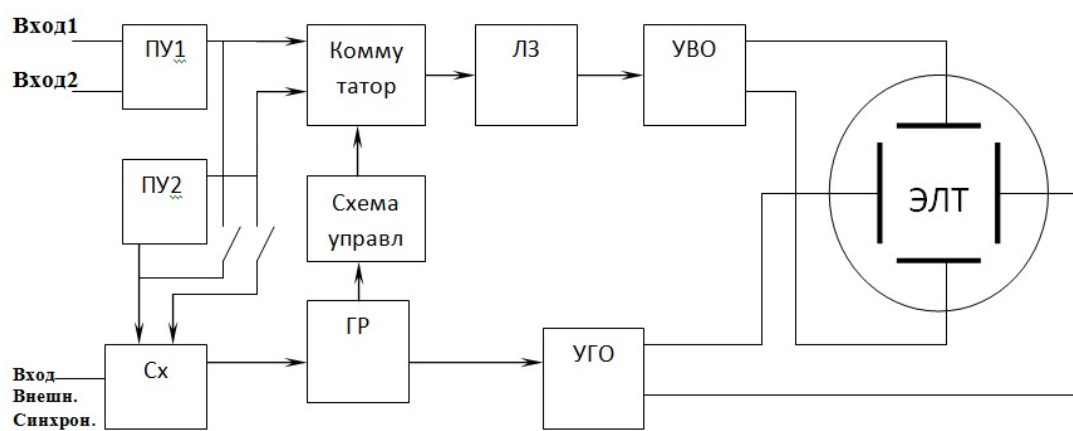 Вход1
Вход2
ПУ1
Комму
татор
ЛЗ
УВО
ПУ2
Схема
управл
ЭЛТ
ГР
УГО
Сх
Вход
Внешн.
Синхрон.